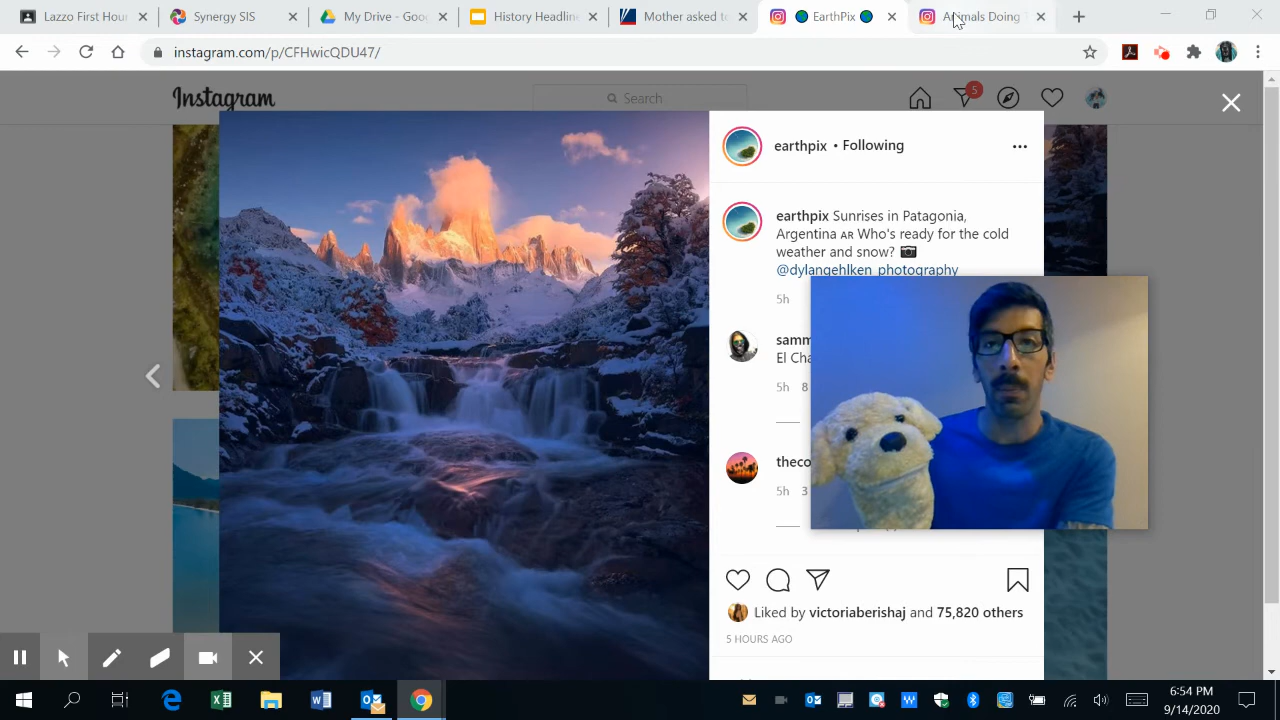 Lazzo First Hour
Synergy SIS
My Drive - Goo
History Headline
Mother asked to
EarthPix
Animals Doing
instagram.com/p/CFHwicQDU47/
Instagram
Search
5
earthpix • Following
earthpix Sunrises in Patagonia,
Argentina AR Who's ready for the cold
weather and snow?
@dylangehlken_photography
5h
samm
El Cha
5h 8
theco
5h 3
Liked by victoriaberishaj and 75,820 others
5 HOURS AGO
6:54 PM
9/14/2020